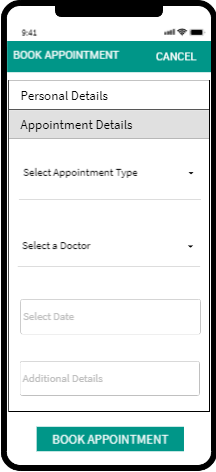 9:41
BOOK APPOINTMENT CANCEL
Personal Details
Appointment Details
Select Appointment Type
Select a Doctor
Select Date
Additional Details
BOOK APPOINTMENT